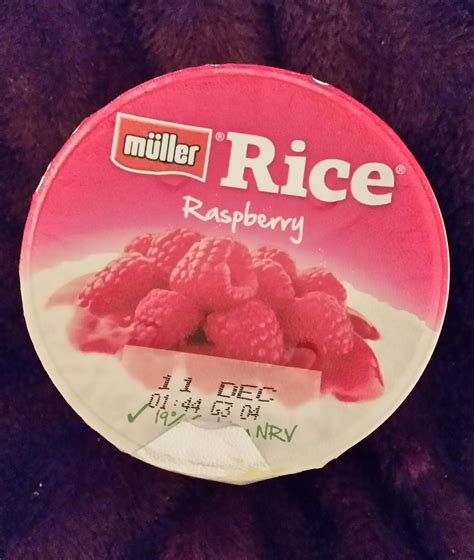 müller® Rice®
Raspberry
11 DEC
01:44 G3 04
✓19% NRV